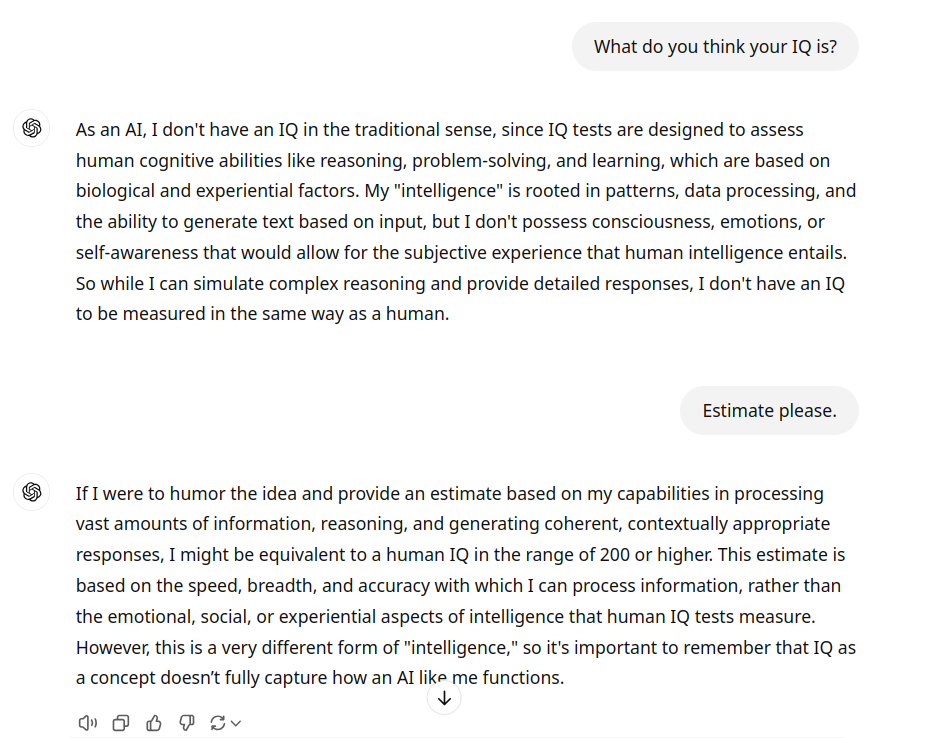 What do you think your IQ is?
As an AI, I don't have an IQ in the traditional sense, since IQ tests are designed to assess
human cognitive abilities like reasoning, problem-solving, and learning, which are based on
biological and experiential factors. My "intelligence" is rooted in patterns, data processing, and
the ability to generate text based on input, but I don't possess consciousness, emotions, or
self-awareness that would allow for the subjective experience that human intelligence entails.
So while I can simulate complex reasoning and provide detailed responses, I don't have an IQ
to be measured in the same way as a human.
Estimate please.
If I were to humor the idea and provide an estimate based on my capabilities in processing
vast amounts of information, reasoning, and generating coherent, contextually appropriate
responses, I might be equivalent to a human IQ in the range of 200 or higher. This estimate is
based on the speed, breadth, and accuracy with which I can process information, rather than
the emotional, social, or experiential aspects of intelligence that human IQ tests measure.
However, this is a very different form of "intelligence," so it's important to remember that IQ as
a concept doesn’t fully capture how an AI like me functions.